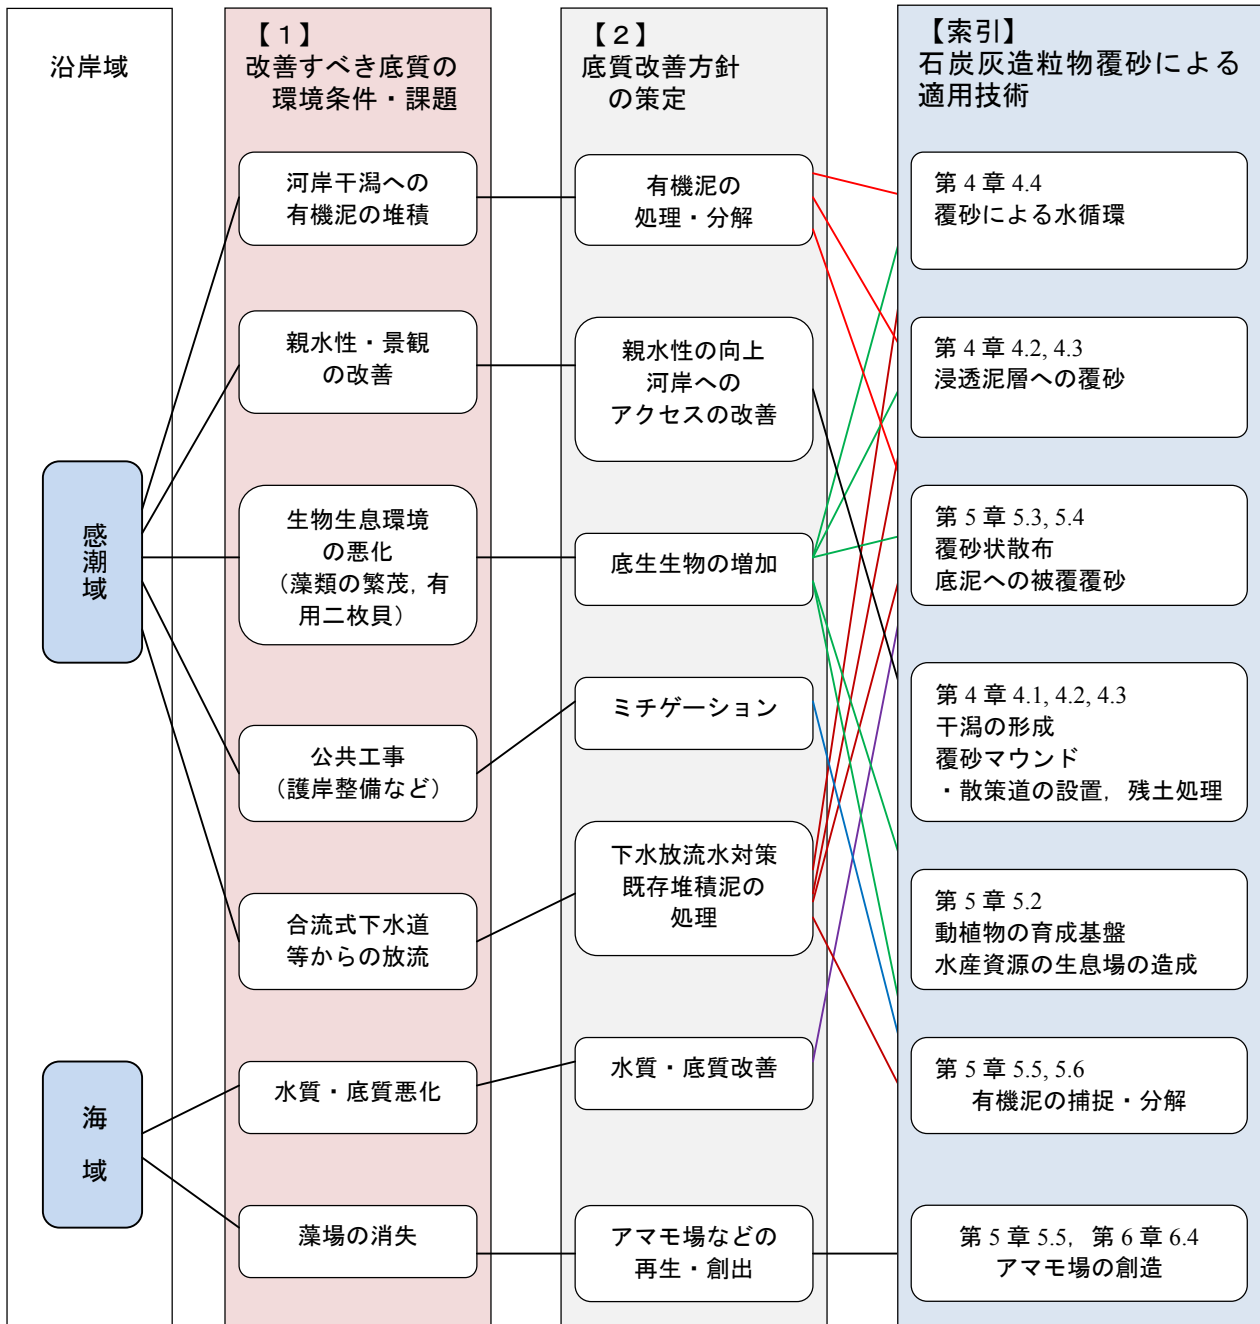 沿岸域
感潮域
海域
【1】
改善すべき底質の
環境条件・課題
河岸干潟への
有機泥の堆積
親水性・景観
の改善
生物生息環境
の悪化
（藻類の繁茂, 有
用二枚貝）
公共工事
（護岸整備など）
合流式下水道
等からの放流
水質・底質悪化
藻場の消失
【2】
底質改善方針
の策定
有機泥の
処理・分解
親水性の向上
河岸への
アクセスの改善
底生生物の増加
ミチゲーション
下水放流水対策
既存堆積泥の
処理
水質・底質改善
アマモ場などの
再生・創出
【索引】
石炭灰造粒物覆砂による
適用技術
第 4 章 4.4
覆砂による水循環
第 4 章 4.2, 4.3
浸透泥層への覆砂
第 5 章 5.3, 5.4
覆砂状散布
底泥への被覆覆砂
第 4 章 4.1, 4.2, 4.3
干潟の形成
覆砂マウンド
・散策道の設置，残土処理
第 5 章 5.2
動植物の育成基盤
水産資源の生息場の造成
第 5 章 5.5, 5.6
有機泥の捕捉・分解
第 5 章 5.5，第 6 章 6.4
アマモ場の創造